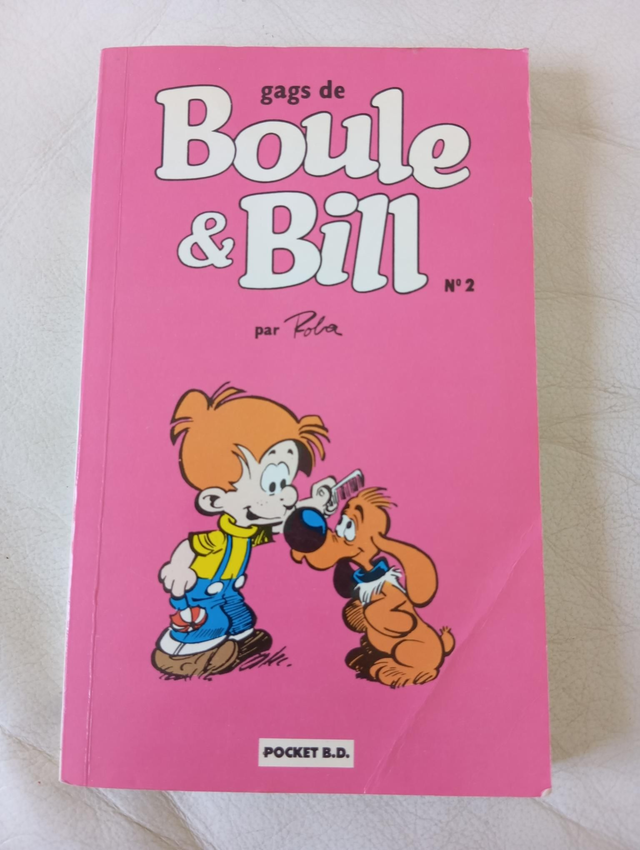 gags de
Boule
& Bill
N° 2
par Roba
POCKET B.D.